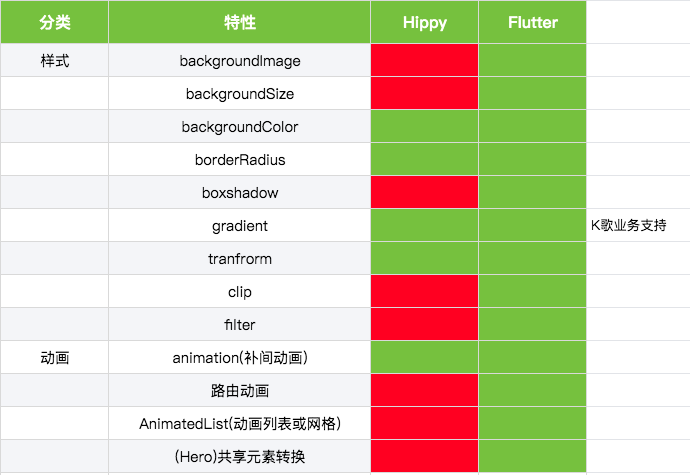 分类 特性 Hippy Flutter
样式 backgroundImage
backgroundSize
backgroundColor
borderRadius
boxshadow
gradient K歌业务支持
tranfrorm
clip
filter
动画 animation(补间动画)
路由动画
AnimatedList(动画列表或网格)
(Hero)共享元素转换